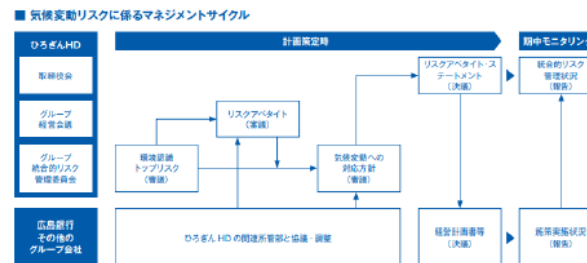 ■ 気候変動リスクに係るマネジメントサイクル
ひろぎんHD
計画策定時
期中モニタリング
取締役会
リスクアペタイト・ス
テートメント
(決議)
統合的リスク
管理状況
(報告)
グループ
経営会議
リスクアペタイト
(審議)
グループ
統合的リスク
管理委員会
環境認識
トップリスク
(審議)
気候変動への
対応方針
(審議)
広島銀行
その他の
グループ会社
ひろぎん HD の関連所管部と協議・調整
経営計画書等
(決議)
施策実施状況
(報告)